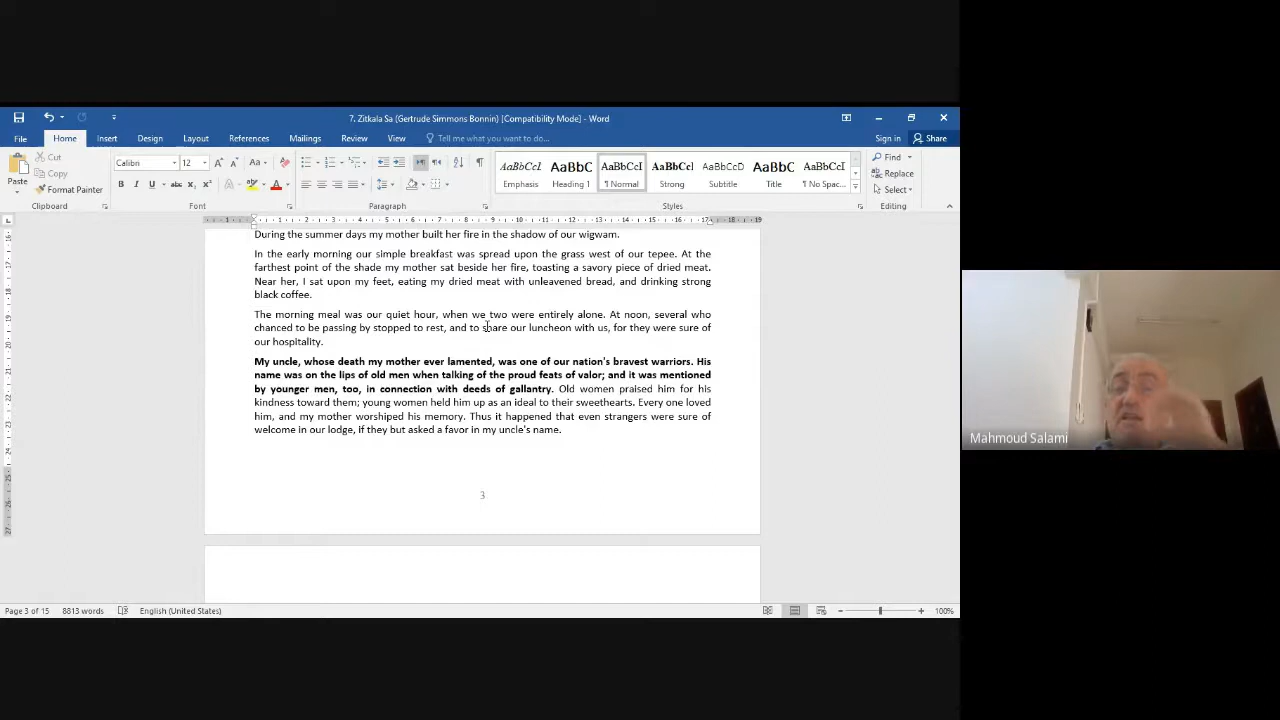 7. Zitkala Sa (Gertrude Simmons Bonnin) [Compatibility Mode] - Word
File Home Insert Design Layout References Mailings Review View Tell me what you want to do... Sign in Share
Paste Cut Copy Format Painter
Calibri 12
AaBbCcI AaBbC AaBbCcI AaBbCcI AaBbCcD AaBbC AaBbCcI
Emphasis Heading 1 ¶ Normal Strong Subtitle Title ¶ No Spac...
Find Replace Select
Clipboard Font Paragraph Styles Editing
During the summer days my mother built her fire in the shadow of our wigwam.
In the early morning our simple breakfast was spread upon the grass west of our tepee. At the
farthest point of the shade my mother sat beside her fire, toasting a savory piece of dried meat.
Near her, I sat upon my feet, eating my dried meat with unleavened bread, and drinking strong
black coffee.
The morning meal was our quiet hour, when we two were entirely alone. At noon, several who
chanced to be passing by stopped to rest, and to share our luncheon with us, for they were sure of
our hospitality.
My uncle, whose death my mother ever lamented, was one of our nation's bravest warriors. His
name was on the lips of old men when talking of the proud feats of valor; and it was mentioned
by younger men, too, in connection with deeds of gallantry. Old women praised him for his
kindness toward them; young women held him up as an ideal to their sweethearts. Every one loved
him, and my mother worshiped his memory. Thus it happened that even strangers were sure of
welcome in our lodge, if they but asked a favor in my uncle's name.
3
Page 3 of 15 8813 words English (United States) 100%
Mahmoud Salami